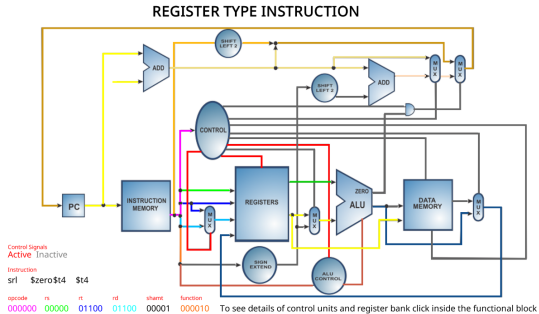 REGISTER TYPE INSTRUCTION
SHIFT
LEFT 2
ADD
SHIFT
LEFT 2
ADD
MUX
MUX
CONTROL
PC
INSTRUCTION
MEMORY
MUX
REGISTERS
MUX
ZERO
ALU
DATA
MEMORY
MUX
SIGN
EXTEND
ALU
CONTROL
Control Signals
Active Inactive
Instruction
srl $zero$t4 $t4
opcode rs rt rd shamt function
000000 00000 01100 01100 00001 000010 To see details of control units and register bank click inside the functional block